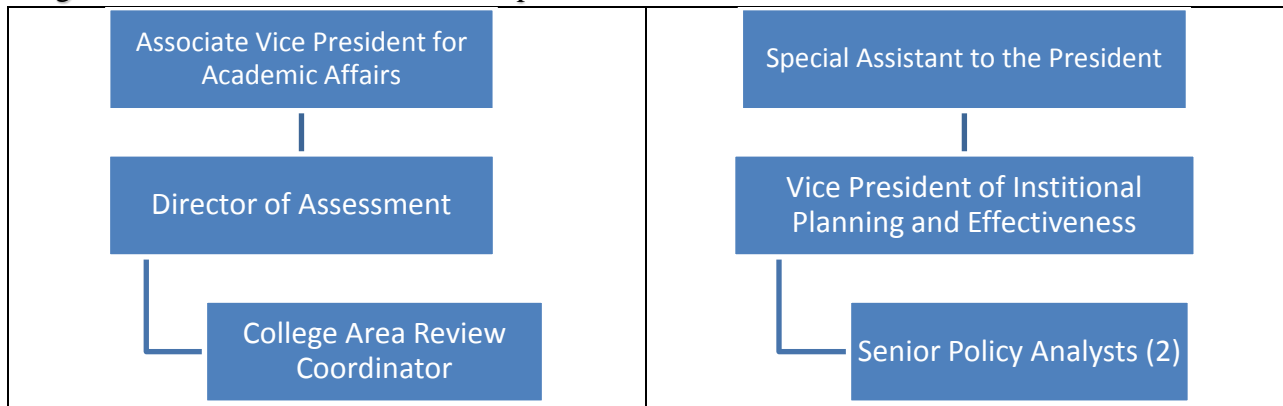 Associate Vice President for
Academic Affairs
Director of Assessment
College Area Review
Coordinator
Special Assistant to the President
Vice President of Institional
Planning and Effectiveness
Senior Policy Analysts (2)